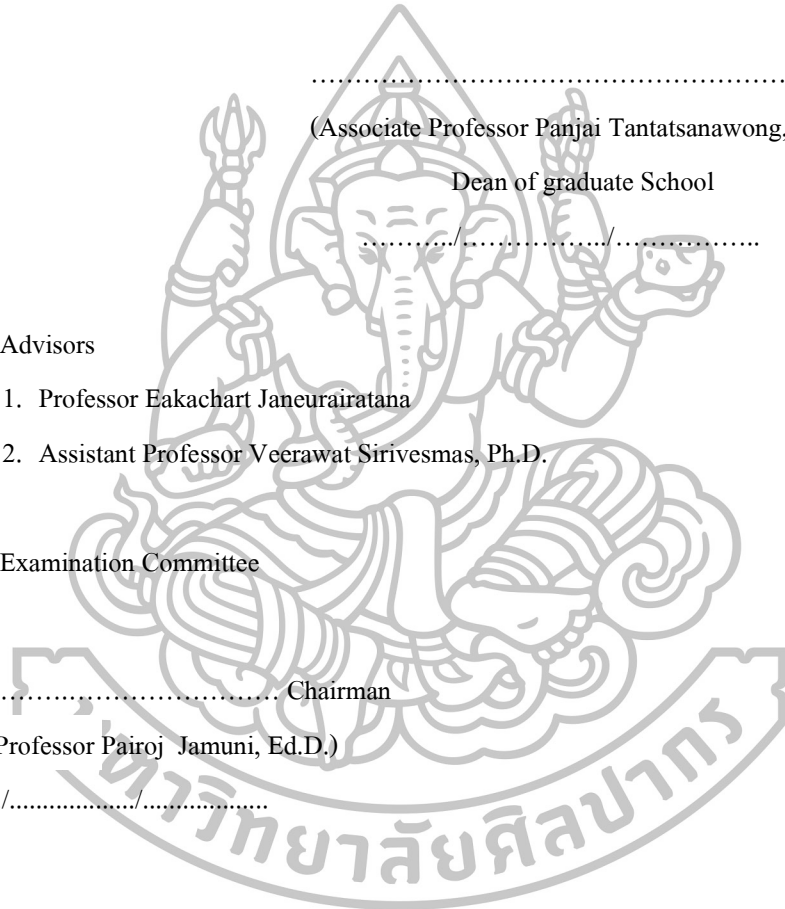 ………………………………………………
(Associate Professor Panjai Tantatsanawong,
Dean of graduate School
………../……………../……………..
Advisors
1. Professor Eakachart Janeurairatana
2. Assistant Professor Veerawat Sirivesmas, Ph.D.
Examination Committee
……………………………. Chairman
Professor Pairoj Jamuni, Ed.D.)
/.................../...................
าวิทยาลัยศิลปากร